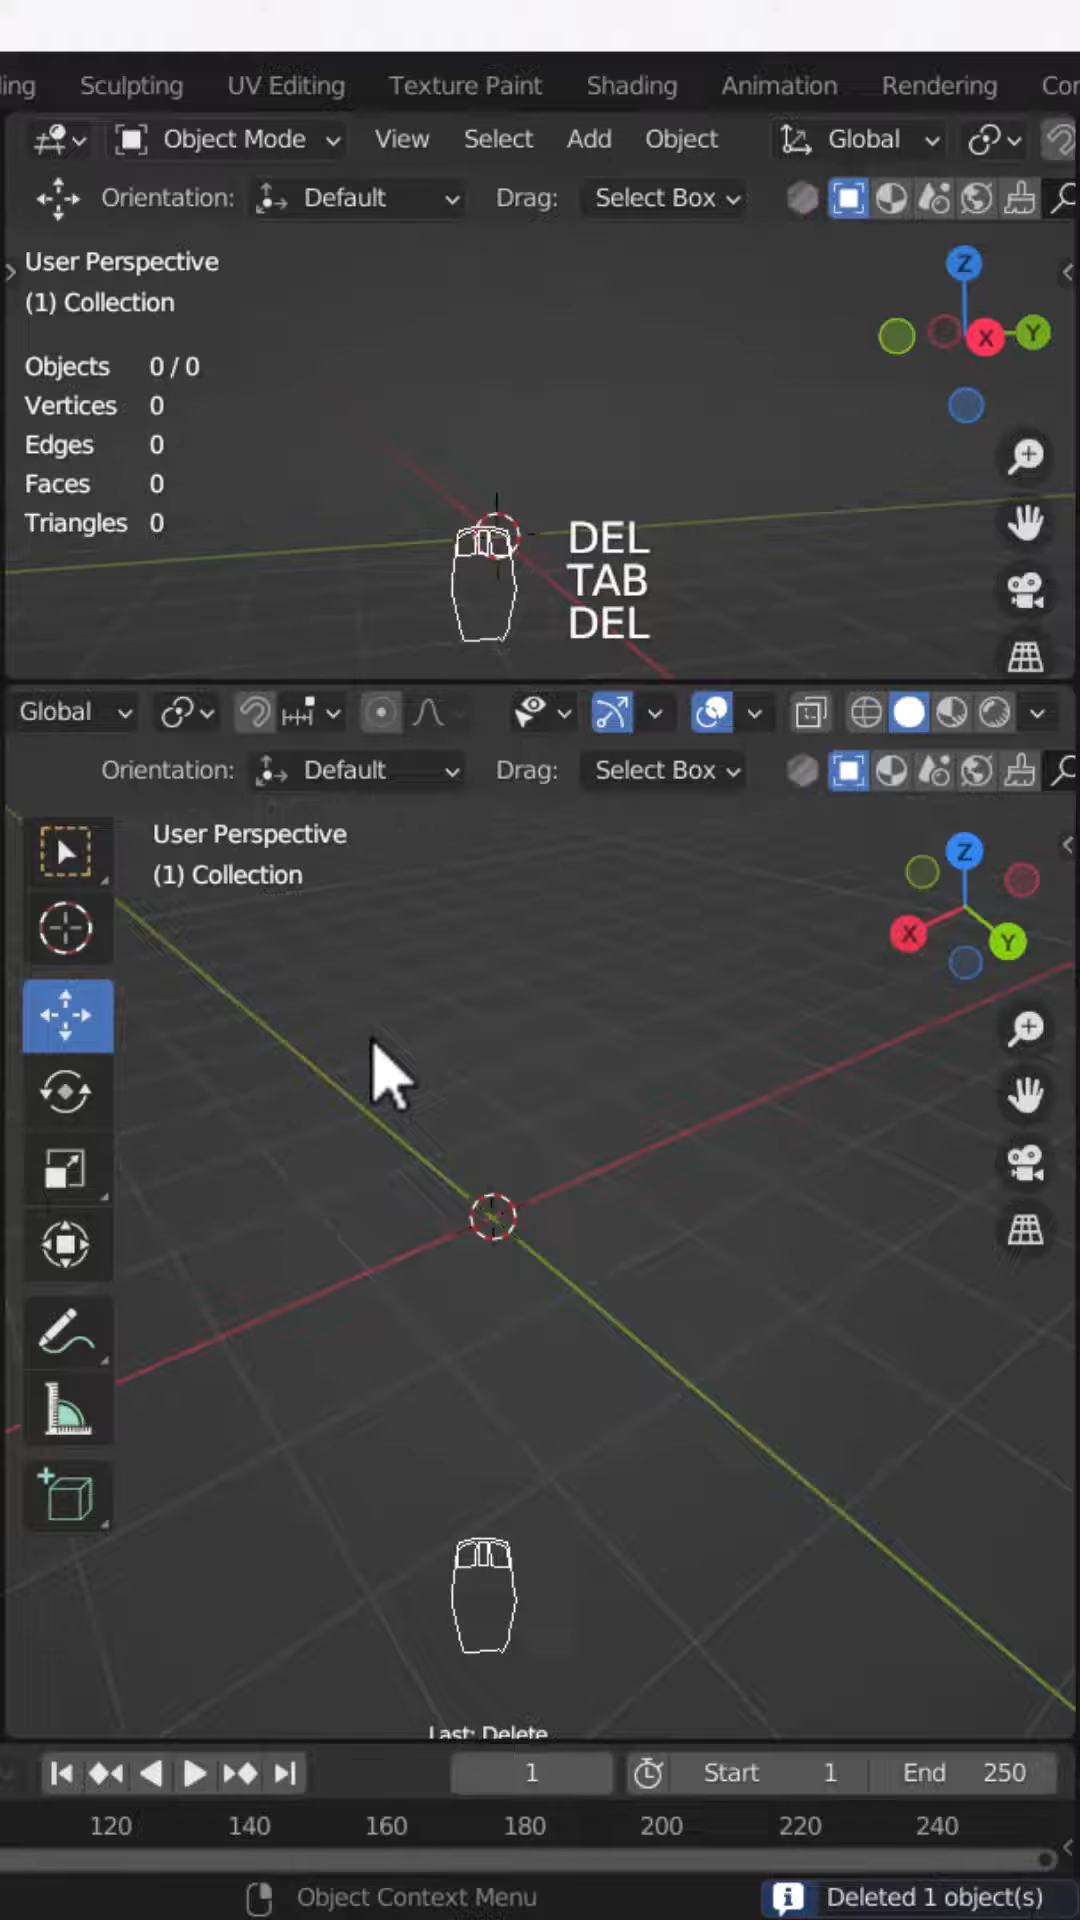 ling Sculpting UV Editing Texture Paint Shading Animation Rendering Cor
Object Mode View Select Add Object Global
Orientation: Default Drag: Select Box
User Perspective
(1) Collection
Z
X
Y
Objects 0 / 0
Vertices 0
Edges 0
Faces 0
Triangles 0
DEL
TAB
DEL
Global
Orientation: Default Drag: Select Box
User Perspective
(1) Collection
Z
X
Y
Last: Delete
1 Start 1 End 250
120 140 160 180 200 220 240
Object Context Menu Deleted 1 object(s)